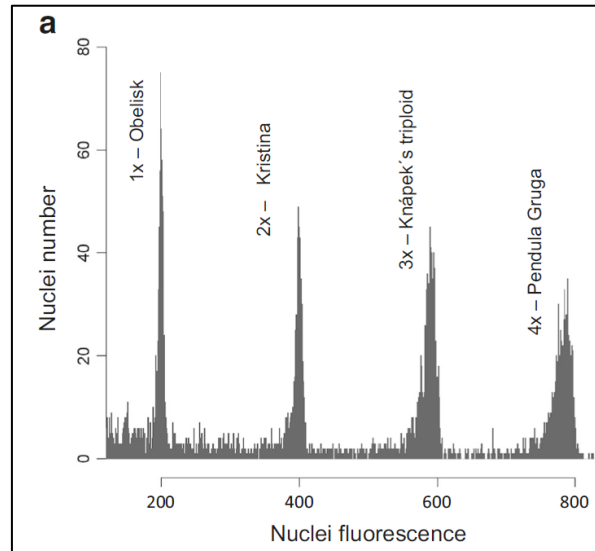 a
80
60
40
20
0
Nuclei number
1x – Obelisk
2x – Kristina
3x – Knápek´s triploid
4x – Pendula Gruga
200 400 600 800
Nuclei fluorescence